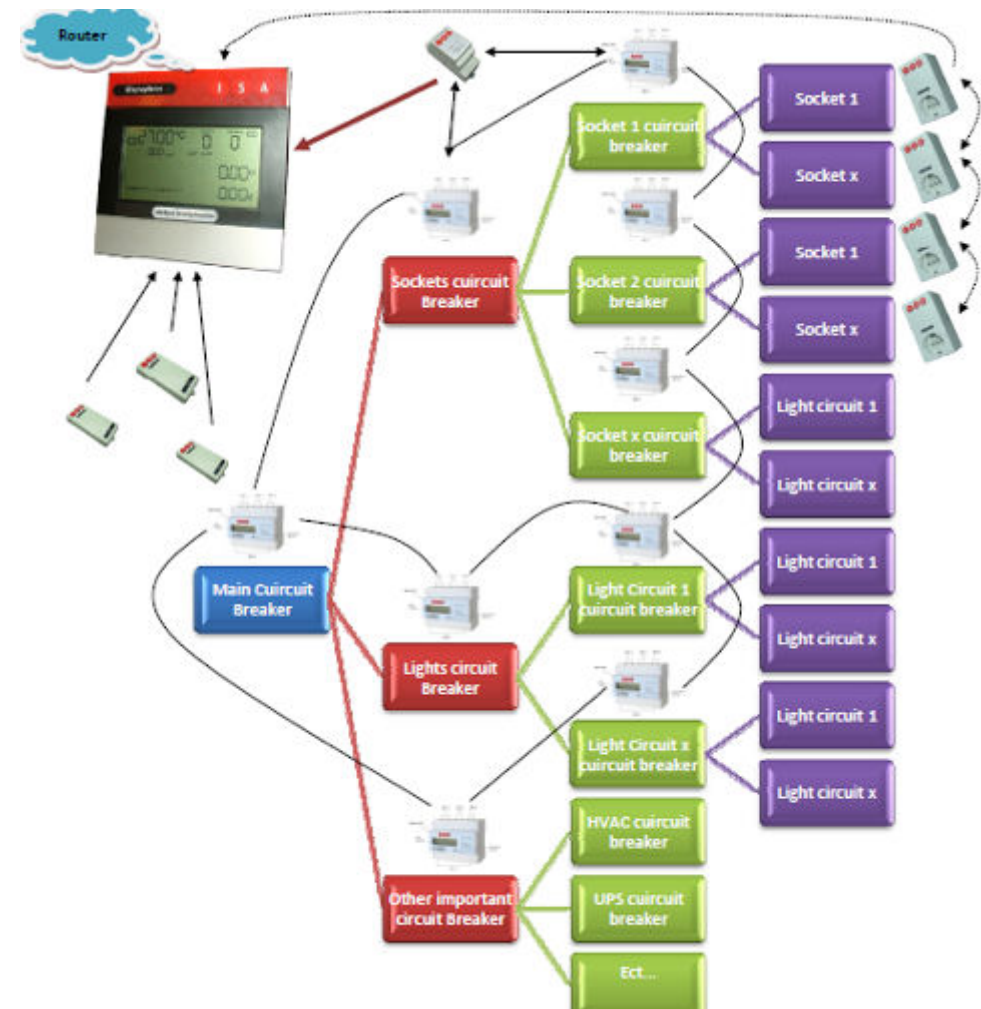 Router
I S A
Socket 1
Socket 1 cuircuit
breaker
Socket x
Socket 1
Sockets cuircuit
Breaker
Socket 2 cuircuit
breaker
Socket x
Light circuit 1
Socket x cuircuit
breaker
Light circuit x
Light circuit 1
Main Cuircuit
Breaker
Light Circuit 1
cuircuit breaker
Light circuit x
Lights circuit
Breaker
Light circuit 1
Light Circuit x
cuircuit breaker
Light circuit x
HVAC cuircuit
breaker
Other important
circuit Breaker
UPS cuircuit
breaker
Ect...